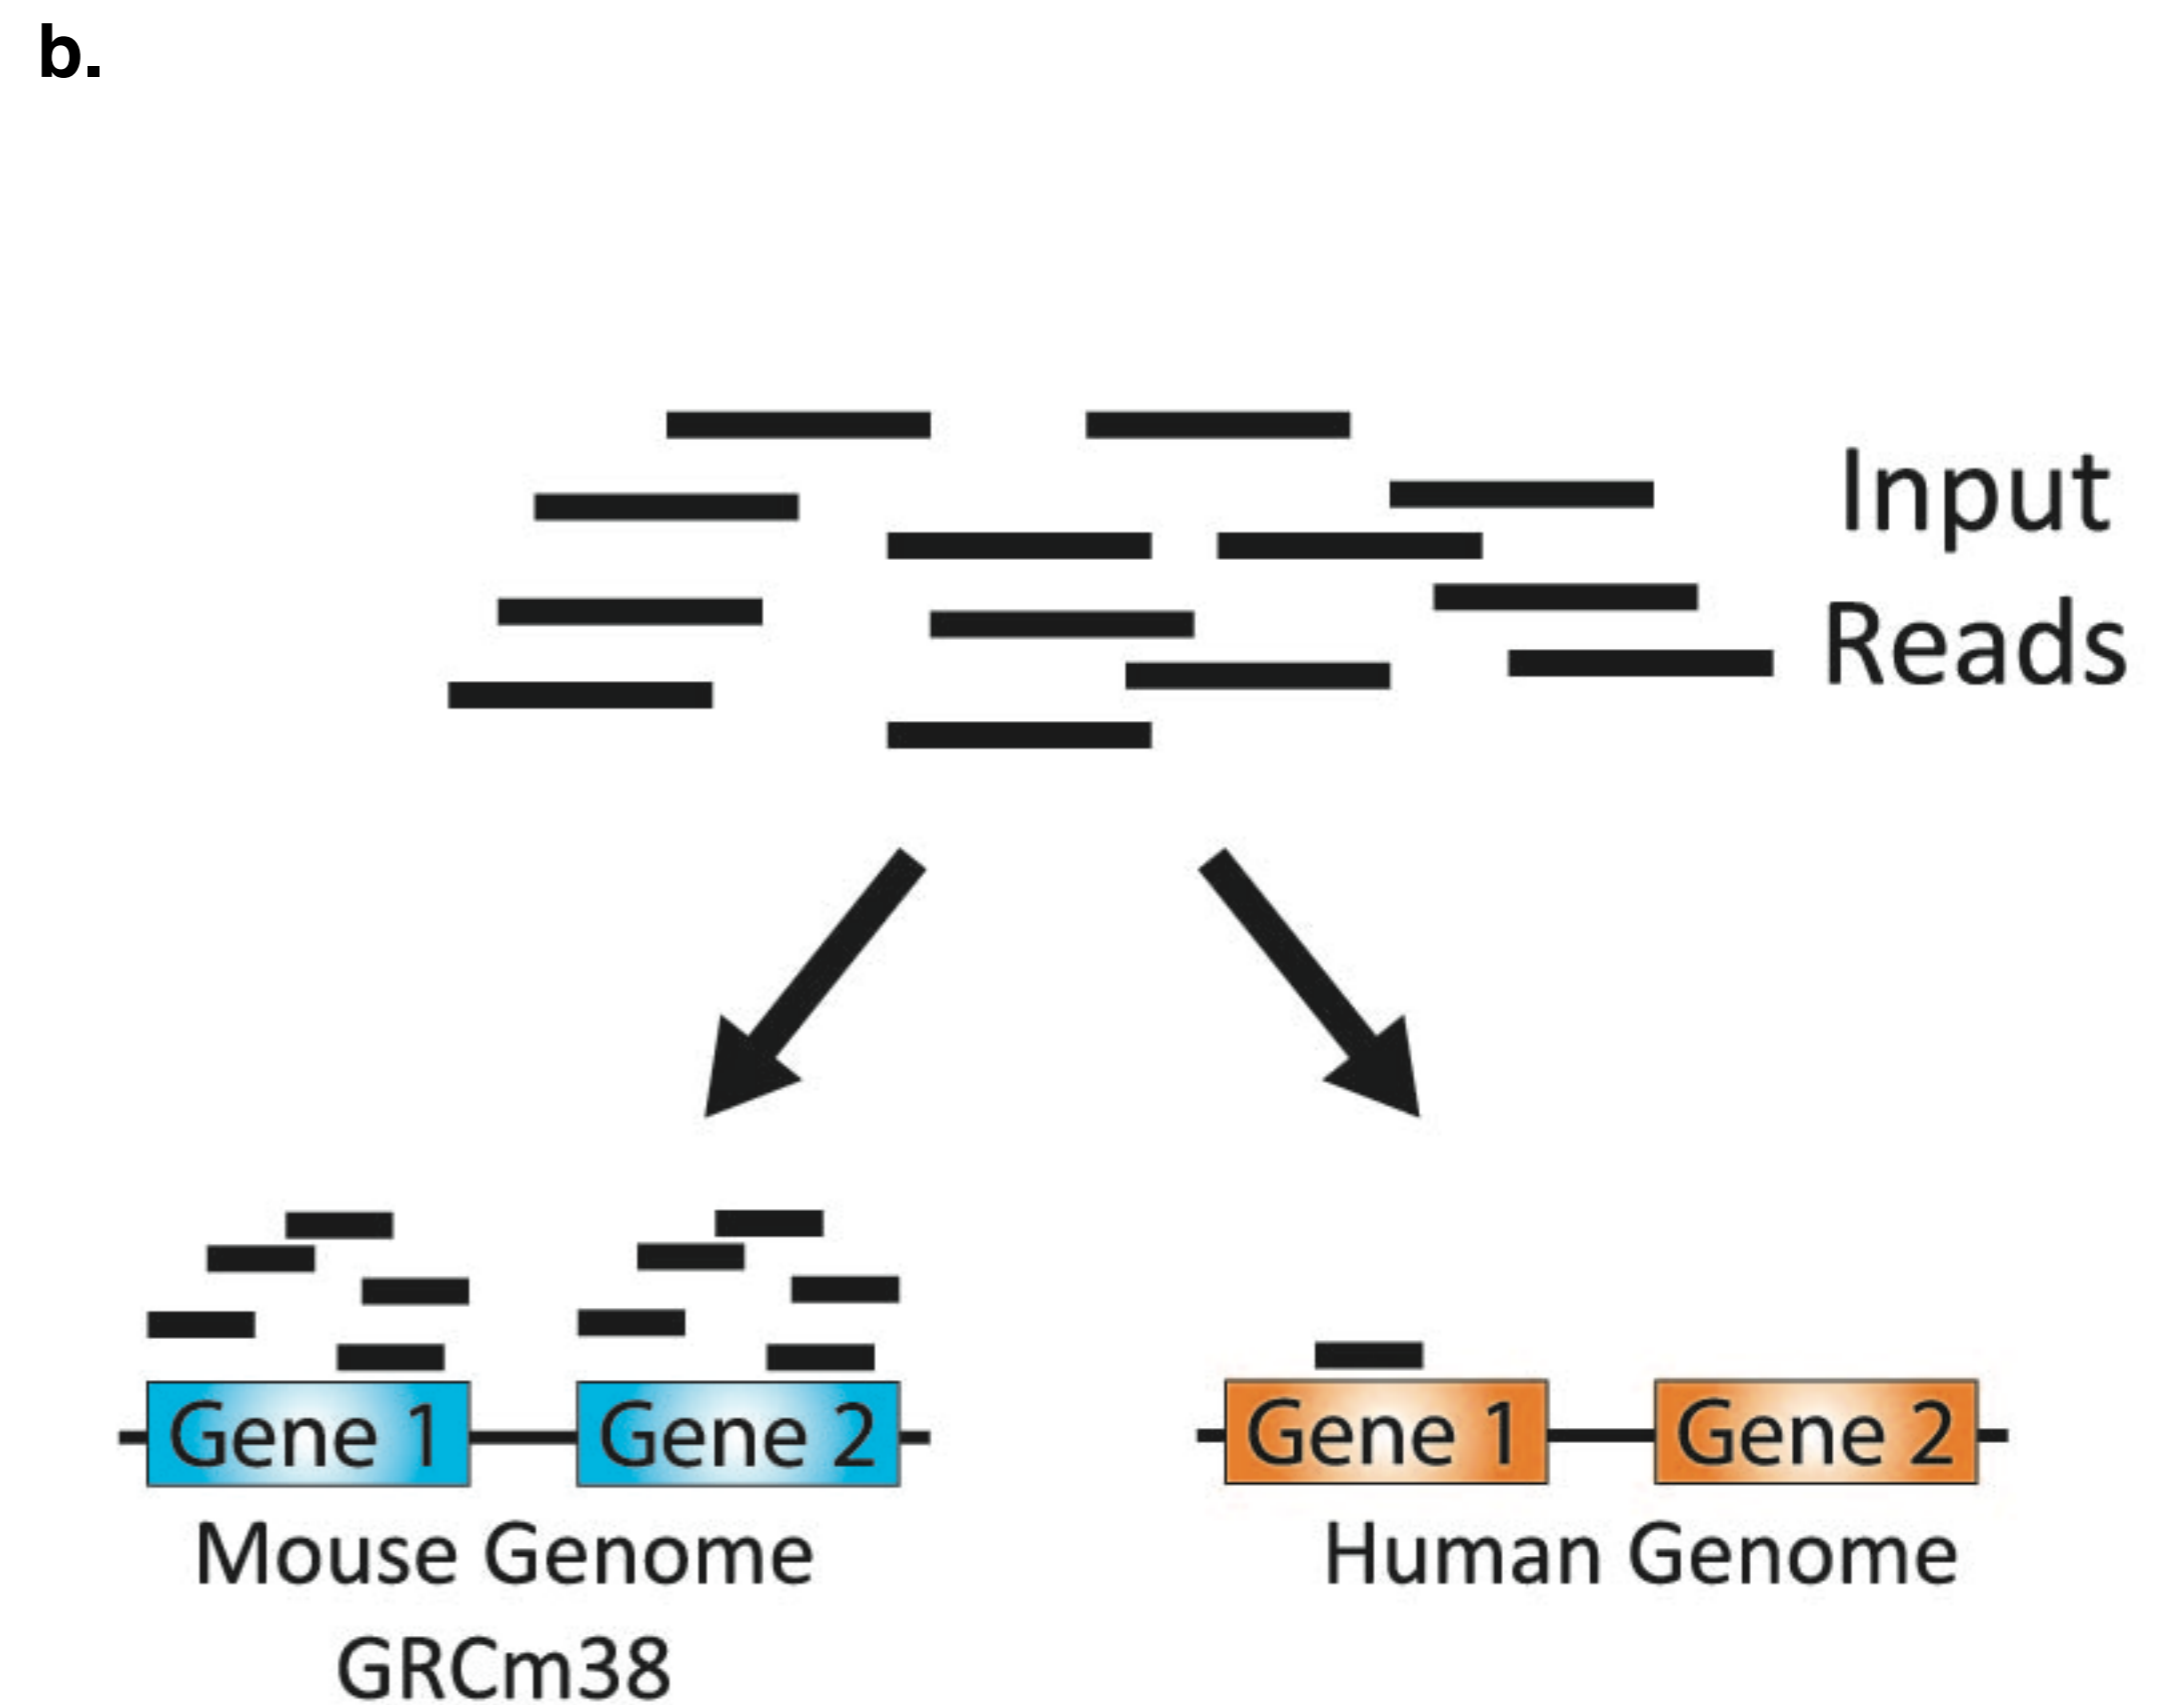 b.
Input
Reads
Gene 1 Gene 2 Gene 1 Gene 2
Mouse Genome Human Genome
GRCm38